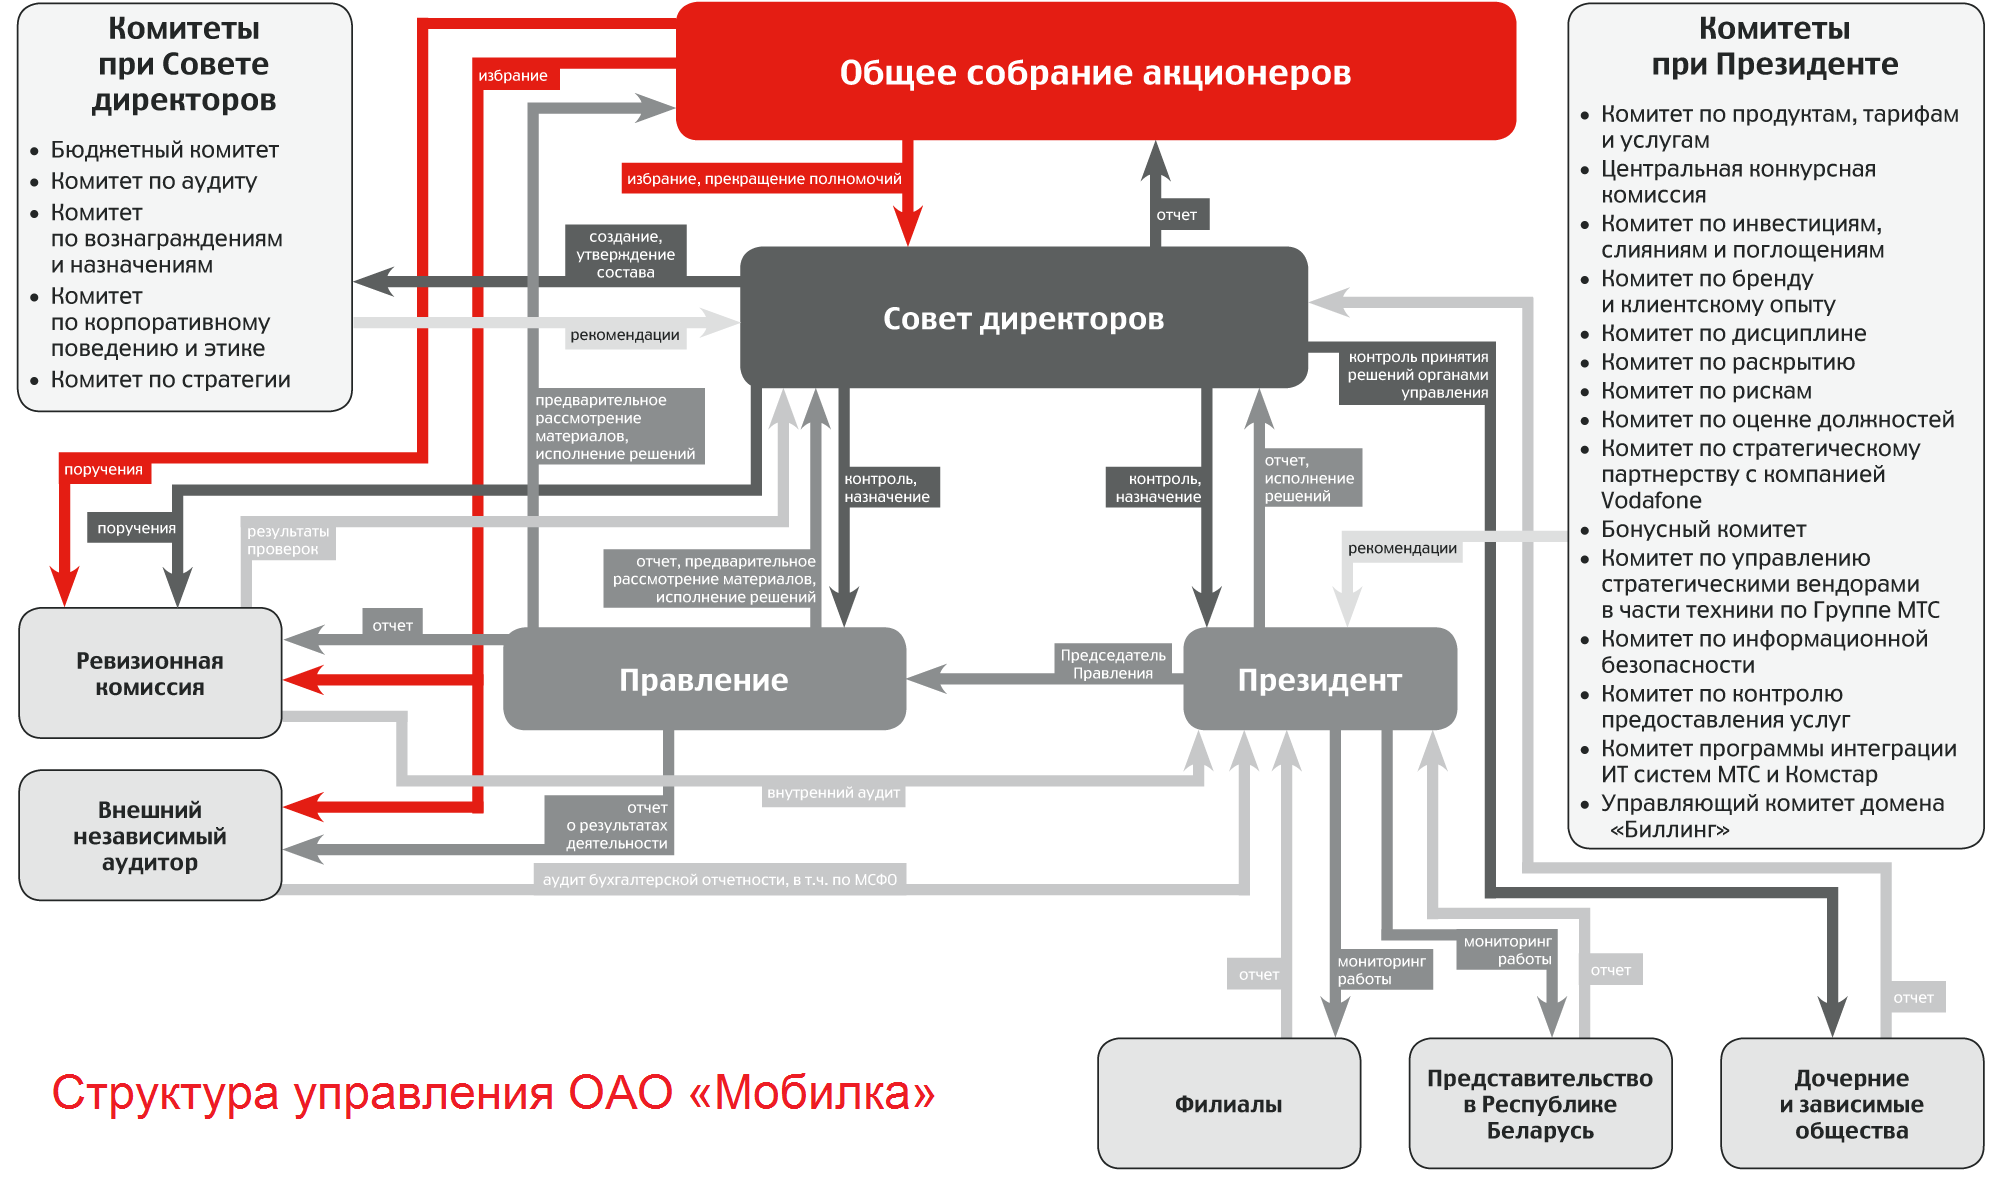 Комитеты
при Совете
директоров
• Бюджетный комитет
• Комитет по аудиту
• Комитет
по вознаграждениям
и назначениям
• Комитет
по корпоративному
поведению и этике
• Комитет по стратегии
Общее собрание акционеров
избрание
избрание, прекращение полномочий
отчет
создание,
утверждение
состава
рекомендации
Совет директоров
контроль принятия
решений органами
управления
предварительное
рассмотрение
материалов,
исполнение решений
поручения
поручения
результаты
проверок
контроль,
назначение
контроль,
назначение
отчет,
исполнение
решений
отчет, предварительное
рассмотрение материалов,
исполнение решений
рекомендации
отчет
Ревизионная
комиссия
Правление
Председатель
Правления
Президент
внутренний аудит
Внешний
независимый
аудитор
отчет
о результатах
деятельности
аудит бухгалтерской отчетности, в т.ч. по МСФО
Комитеты
при Президенте
• Комитет по продуктам, тарифам
и услугам
• Центральная конкурсная
комиссия
• Комитет по инвестициям,
слияниям и поглощениям
• Комитет по бренду
и клиентскому опыту
• Комитет по дисциплине
• Комитет по раскрытию
• Комитет по рискам
• Комитет по оценке должностей
• Комитет по стратегическому
партнерству с компанией
Vodafone
• Бонусный комитет
• Комитет по управлению
стратегическими вендорами
в части техники по Группе МТС
• Комитет по информационной
безопасности
• Комитет по контролю
предоставления услуг
• Комитет программы интеграции
ИТ систем МТС и Комстар
• Управляющий комитет домена
«Биллинг»
отчет
мониторинг
работы
мониторинг
работы
отчет
отчет
Филиалы
Представительство
в Республике
Беларусь
Дочерние
и зависимые
общества
Структура управления ОАО «Мобилка»